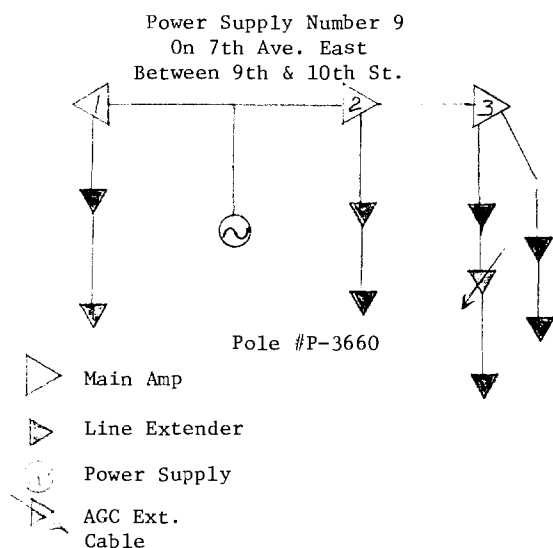 Power Supply Number 9
On 7th Ave. East
Between 9th & 10th St.
1
2
3
Pole #P-3660
Main Amp
Line Extender
Power Supply
AGC Ext.
Cable